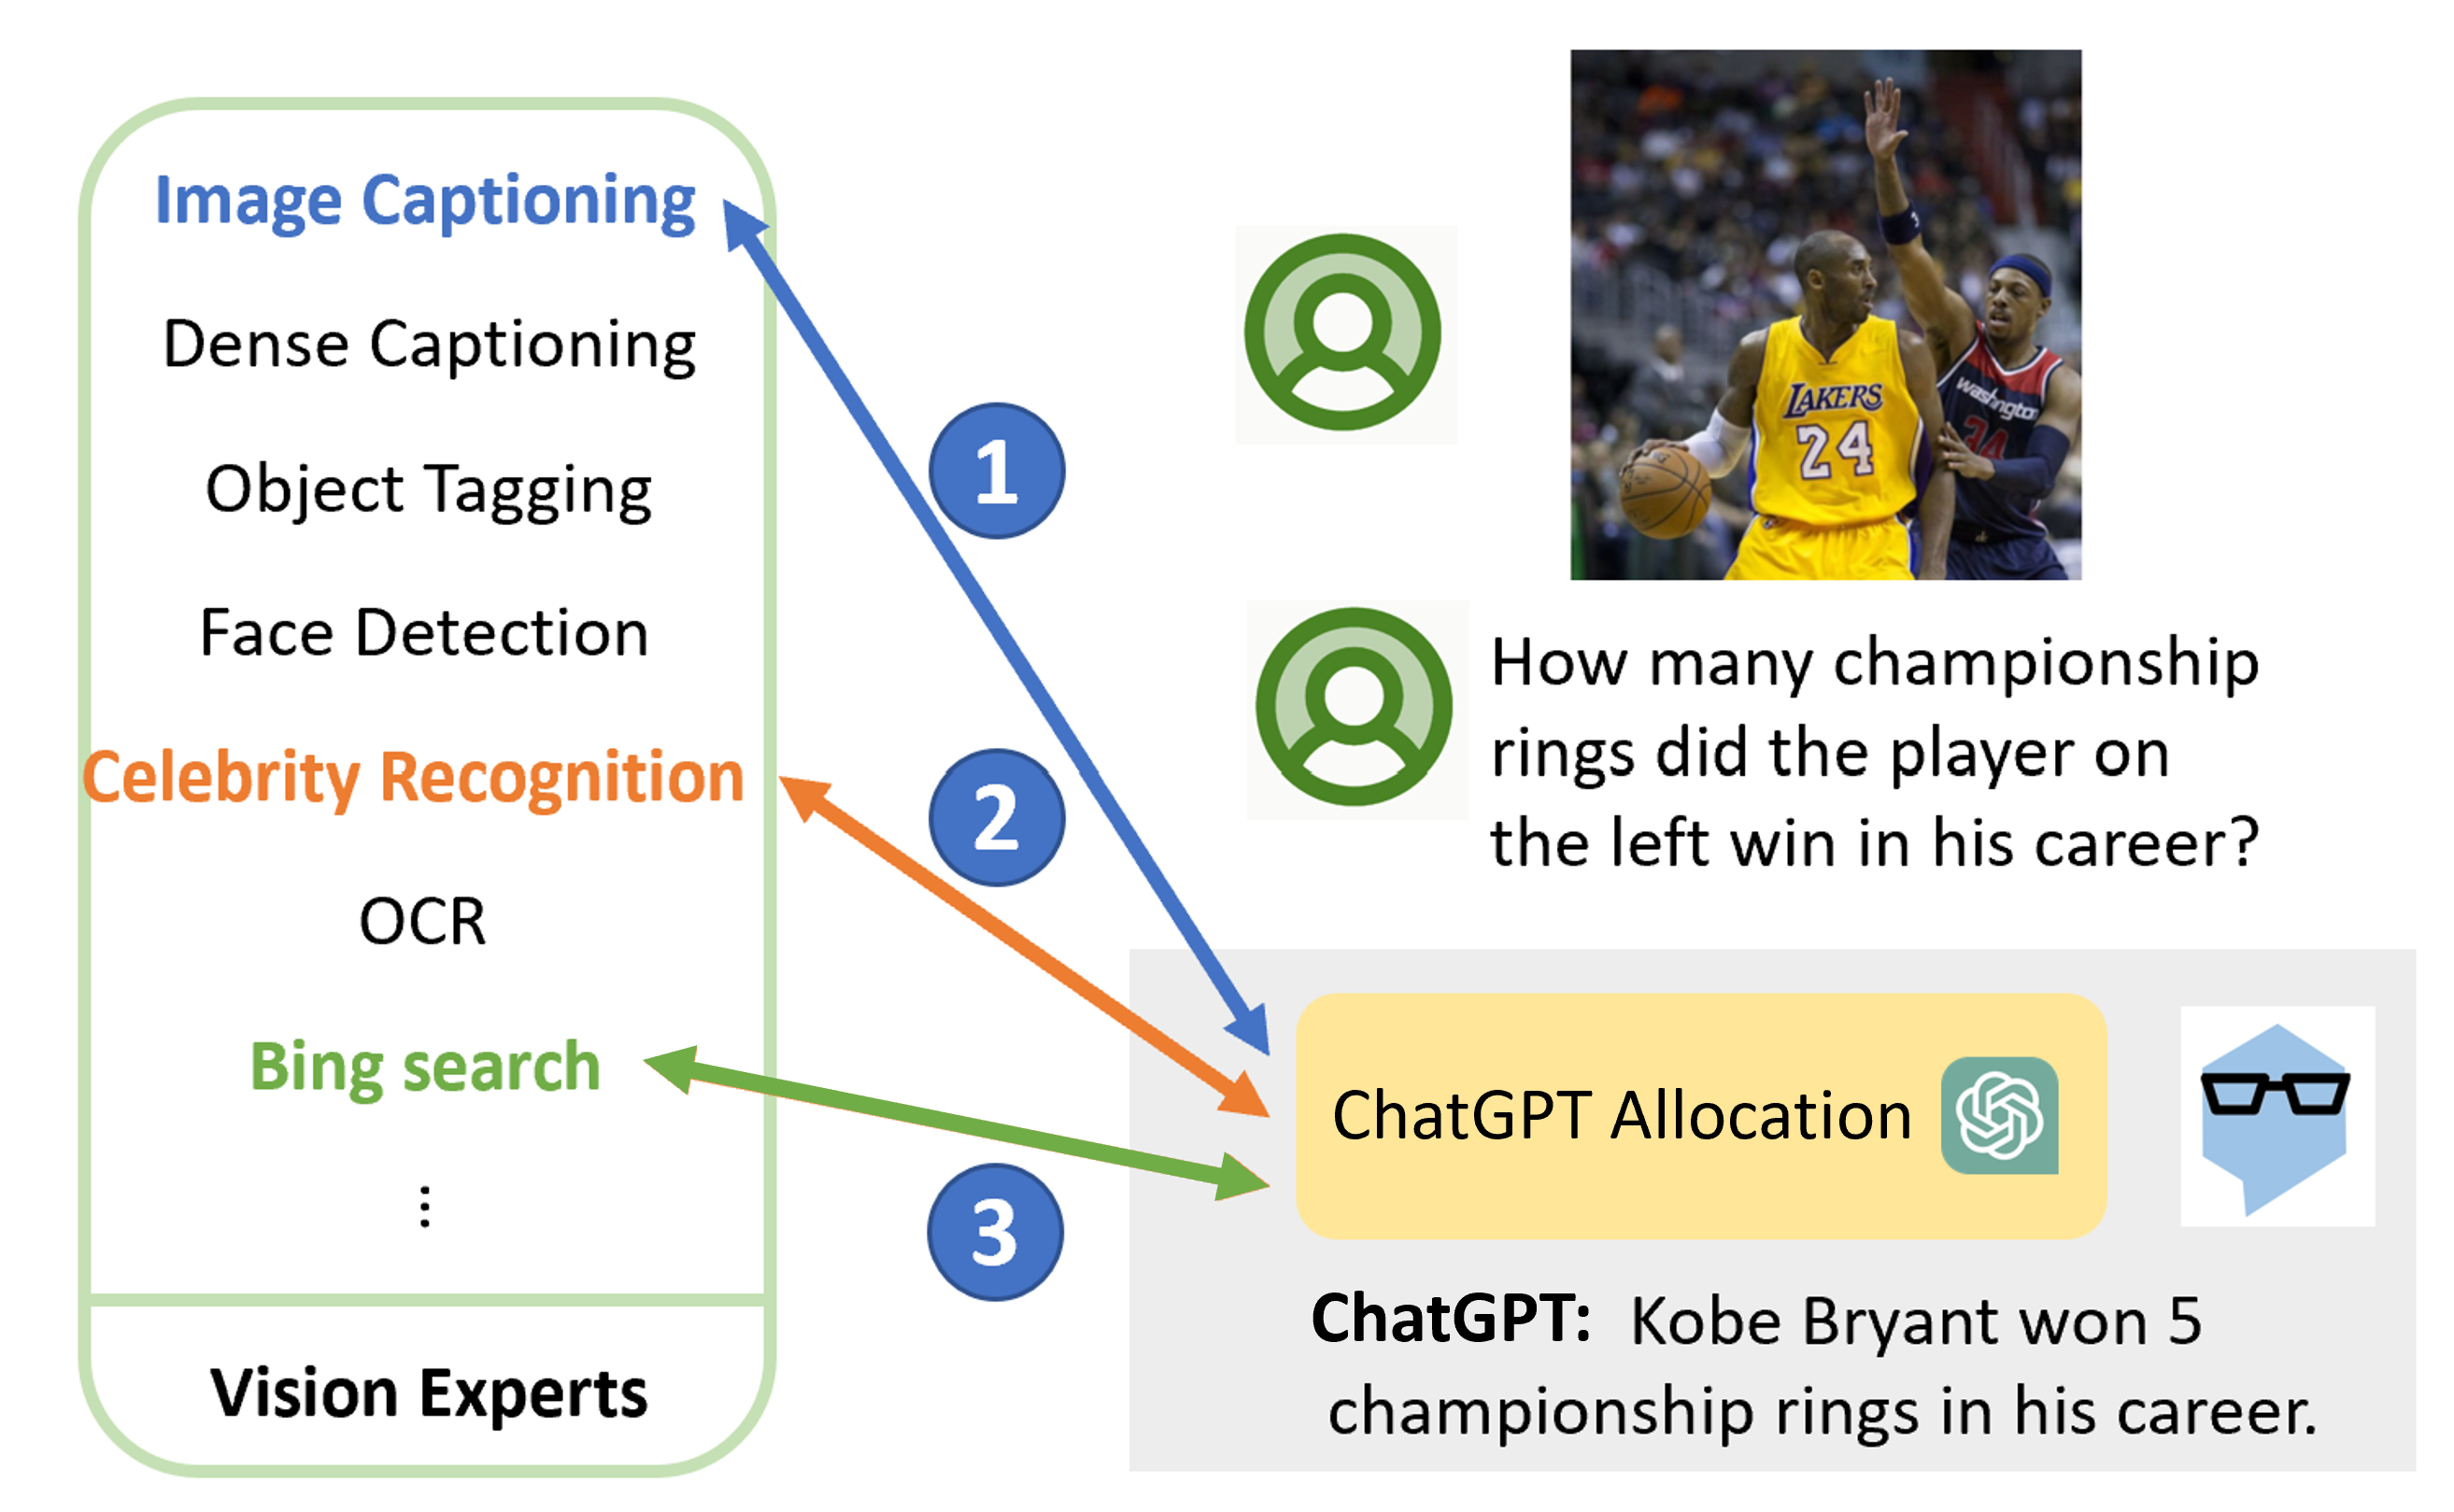 Image Captioning
Dense Captioning
Object Tagging
Face Detection
Celebrity Recognition
OCR
Bing search
⋮
Vision Experts
1
2
3
LAKERS
24
washington
34
3
How many championship
rings did the player on
the left win in his career?
ChatGPT Allocation
ChatGPT: Kobe Bryant won 5
championship rings in his career.